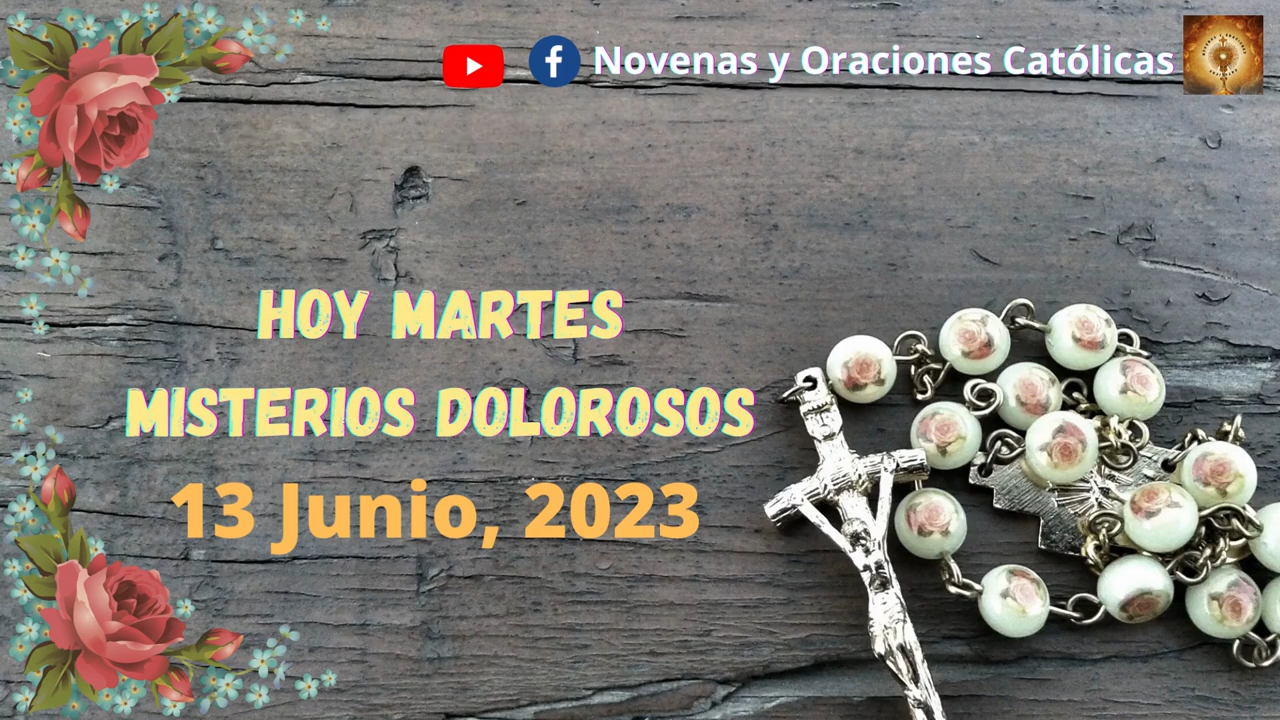 Novenas y Oraciones Católicas
HOY MARTES
MISTERIOS DOLOROSOS
13 Junio, 2023